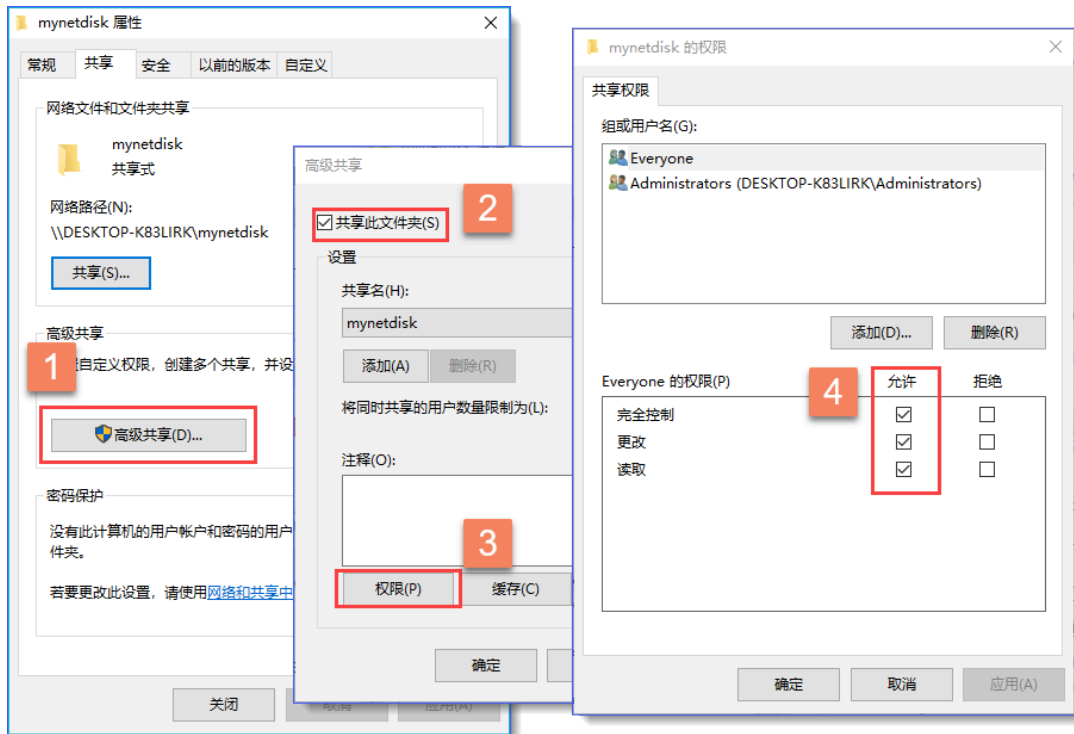 mynetdisk 属性
常规 共享 安全 以前的版本 自定义
网络文件和文件夹共享
mynetdisk
共享式
网络路径(N):
\\DESKTOP-K83LIRK\mynetdisk
共享(S)...
高级共享
1
自定义权限，创建多个共享，并设
高级共享(D)...
密码保护
没有此计算机的用户帐户和密码的用户
件夹。
若要更改此设置，请使用网络和共享中
关闭
取消
应用(A)
高级共享
2
共享此文件夹(S)
设置
共享名(H):
mynetdisk
添加(A) 删除(R)
将同时共享的用户数量限制为(L):
注释(O):
3
权限(P) 缓存(C)
确定
mynetdisk 的权限
共享权限
组或用户名(G):
Everyone
Administrators (DESKTOP-K83LIRK\Administrators)
添加(D)... 删除(R)
Everyone 的权限(P) 4 允许 拒绝
完全控制
更改
读取
确定 取消 应用(A)